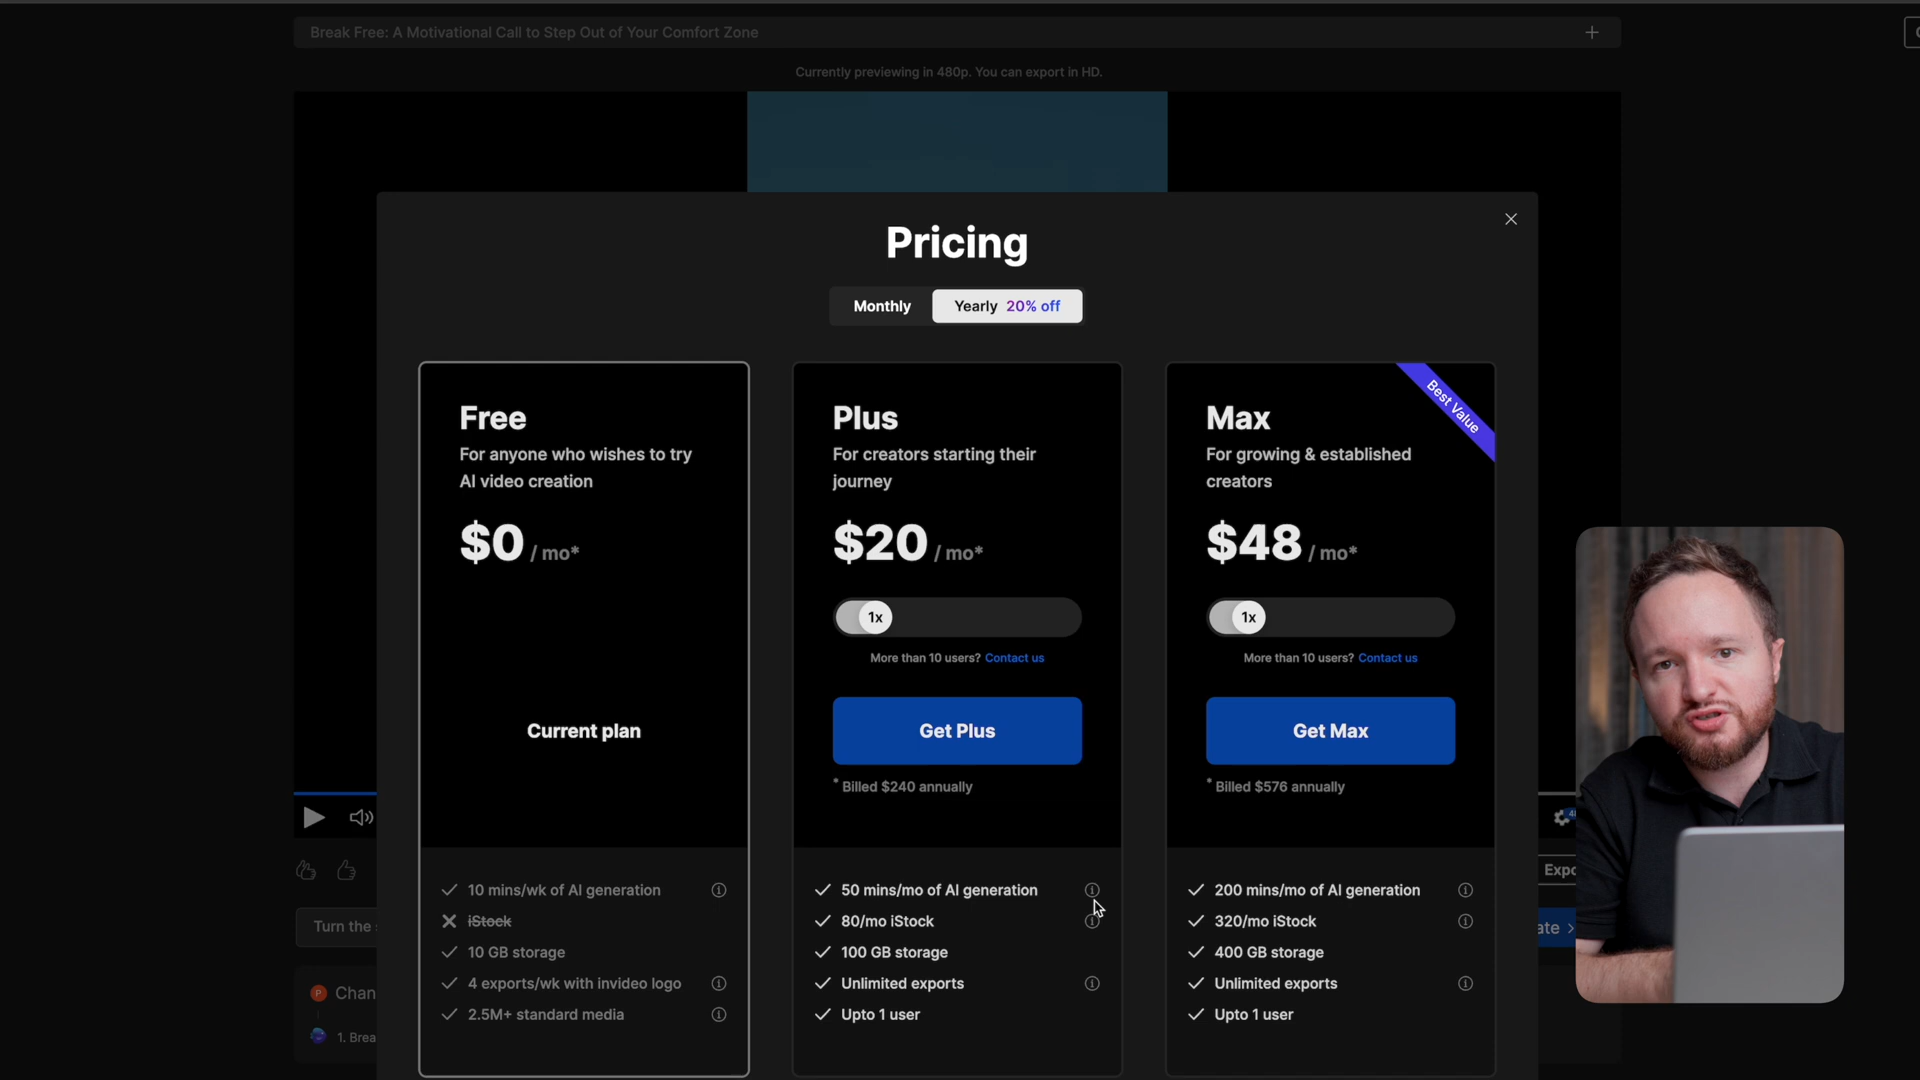 Break Free: A Motivational Call to Step Out of Your Comfort Zone
Currently previewing in 480p. You can export in HD.
Pricing
Monthly
Yearly 20% off
Free
For anyone who wishes to try
AI video creation
$0 / mo*
Current plan
10 mins/wk of AI generation
iStock
10 GB storage
4 exports/wk with invideo logo
2.5M+ standard media
Plus
For creators starting their
journey
$20 / mo*
1x
More than 10 users? Contact us
Get Plus
* Billed $240 annually
50 mins/mo of AI generation
80/mo iStock
100 GB storage
Unlimited exports
Upto 1 user
Best Value
Max
For growing & established
creators
$48 / mo*
1x
More than 10 users? Contact us
Get Max
* Billed $576 annually
200 mins/mo of AI generation
320/mo iStock
400 GB storage
Unlimited exports
Upto 1 user
Expo
Turn the
ate
P Chan
1. Brea